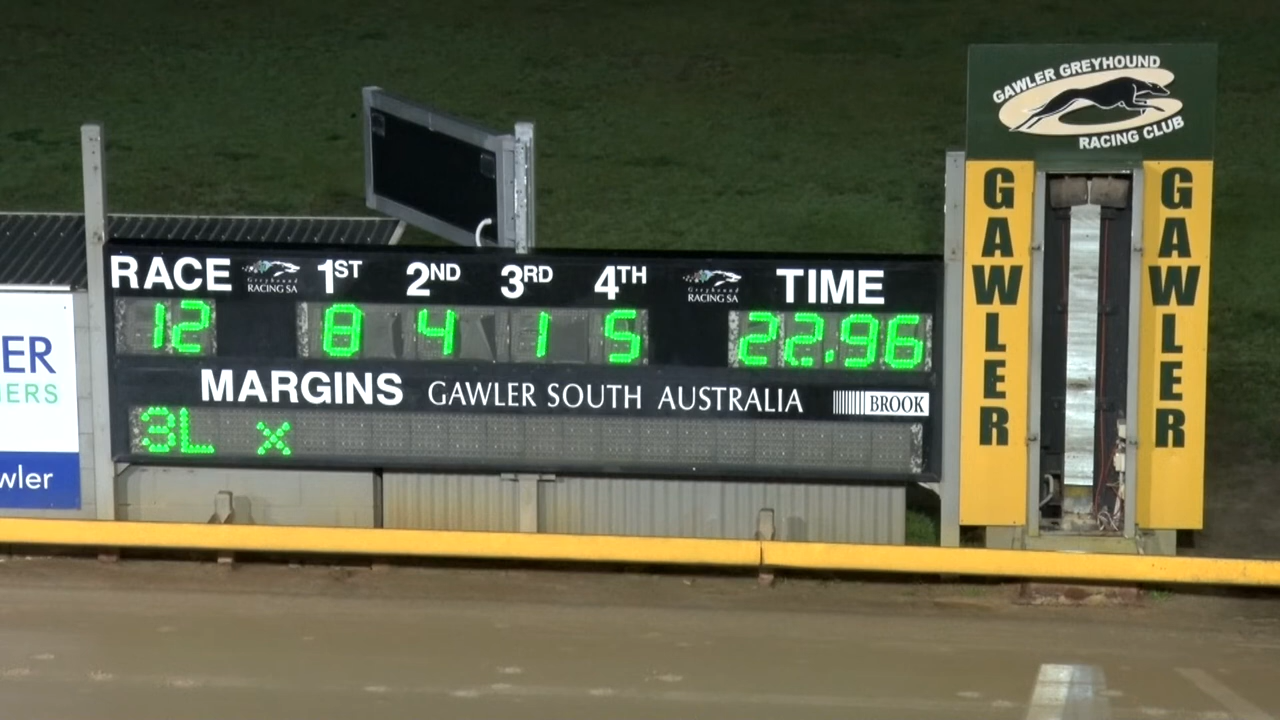 GAWLER GREYHOUND
RACING CLUB
GAWLER
GAWLER
RACE
Greyhound
RACING SA
1ST
2ND
3RD
4TH
Greyhound
RACING SA
TIME
12
8
4
1
5
22.96
MARGINS
GAWLER SOUTH AUSTRALIA
BROOK
3L x
ER
NERS
wler